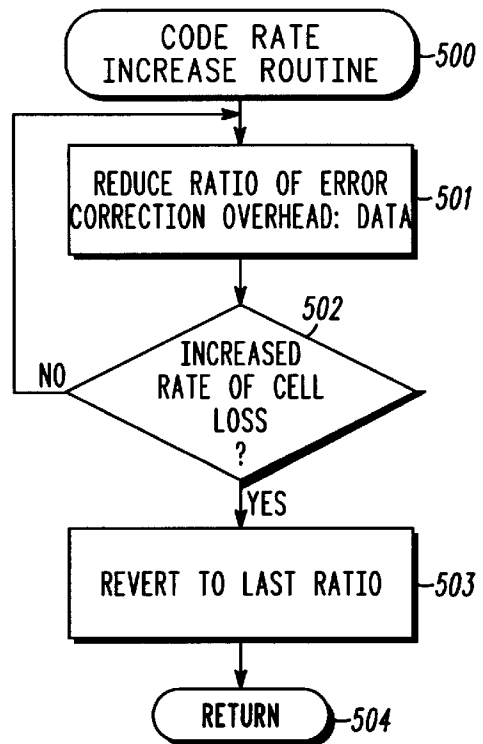 CODE RATE
INCREASE ROUTINE
500
REDUCE RATIO OF ERROR
CORRECTION OVERHEAD: DATA
501
502
INCREASED
RATE OF CELL
LOSS
?
NO
YES
REVERT TO LAST RATIO
503
RETURN
504